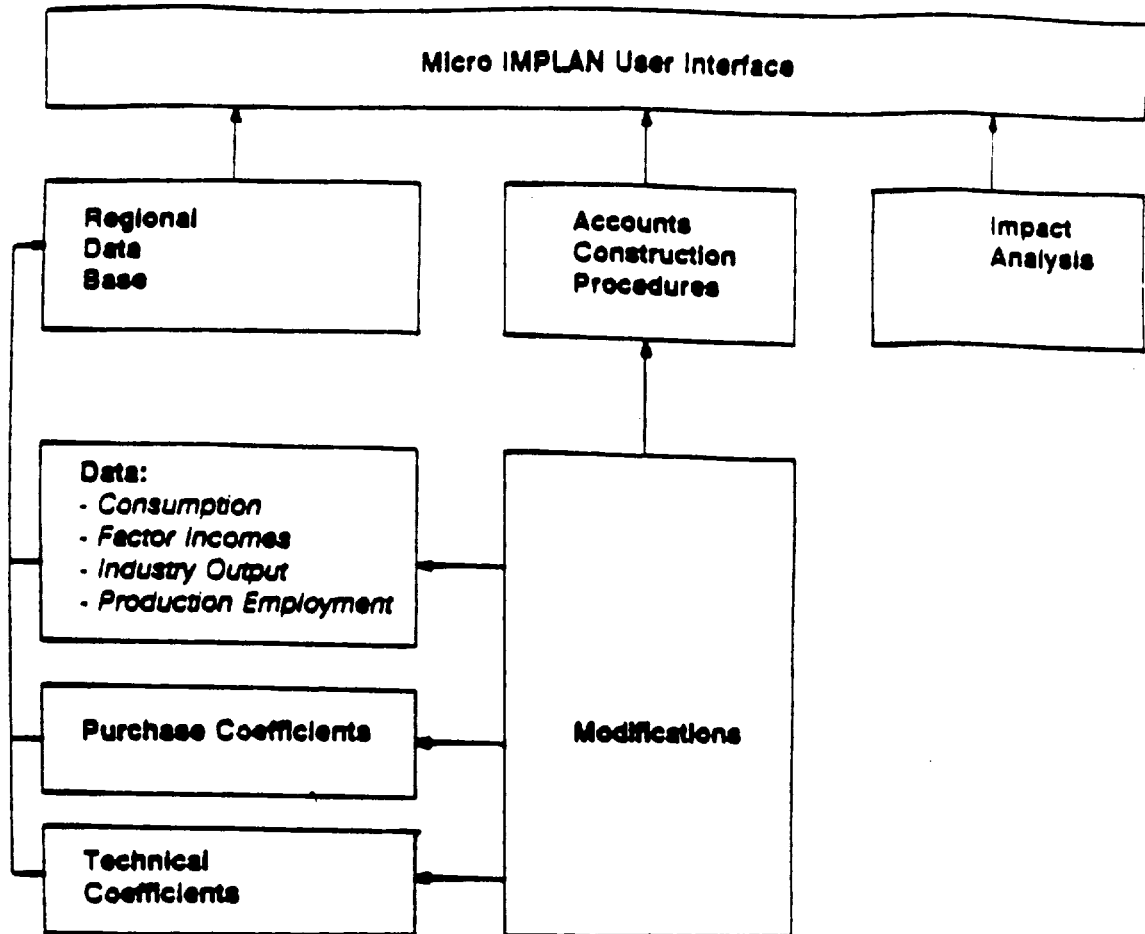 Micro IMPLAN User Interface
Regional
Data
Base
Accounts
Construction
Procedures
Impact
Analysis
Data:
- Consumption
- Factor Incomes
- Industry Output
- Production Employment
Purchase Coefficients
Modifications
Technical
Coefficients